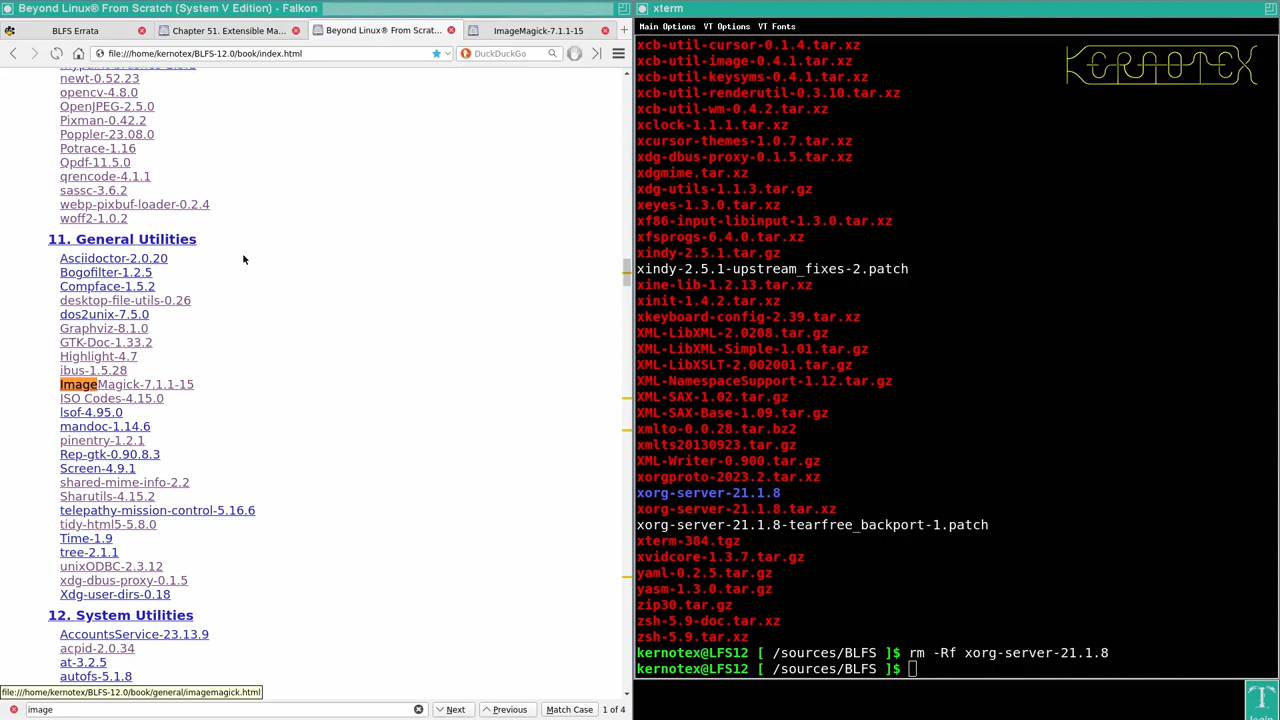 Beyond Linux® From Scratch (System V Edition) - Falkon
BLFS Errata
Chapter 51. Extensible Ma...
Beyond Linux® From Scrat...
ImageMagick-7.1.1-15
file:///home/kernotex/BLFS-12.0/book/index.html
DuckDuckGo
newt-0.52.23
opencv-4.8.0
OpenJPEG-2.5.0
Pixman-0.42.2
Poppler-23.08.0
Potrace-1.16
Qpdf-11.5.0
qrencode-4.1.1
sassc-3.6.2
webp-pixbuf-loader-0.2.4
woff2-1.0.2
11. General Utilities
Asciidoctor-2.0.20
Bogofilter-1.2.5
Compface-1.5.2
desktop-file-utils-0.26
dos2unix-7.5.0
Graphviz-8.1.0
GTK-Doc-1.33.2
Highlight-4.7
ibus-1.5.28
ImageMagick-7.1.1-15
ISO Codes-4.15.0
lsof-4.95.0
mandoc-1.14.6
pinentry-1.2.1
Rep-gtk-0.90.8.3
Screen-4.9.1
shared-mime-info-2.2
Sharutils-4.15.2
telepathy-mission-control-5.16.6
tidy-html5-5.8.0
Time-1.9
tree-2.1.1
unixODBC-2.3.12
xdg-dbus-proxy-0.1.5
Xdg-user-dirs-0.18
12. System Utilities
AccountsService-23.13.9
acpid-2.0.34
at-3.2.5
autofs-5.1.8
file:///home/kernotex/BLFS-12.0/book/general/imagemagick.html
image
Next
Previous
Match Case
1 of 4
xterm
Main Options VT Options VT Fonts
KERNOTEX
xcb-util-cursor-0.1.4.tar.xz
xcb-util-image-0.4.1.tar.xz
xcb-util-keysyms-0.4.1.tar.xz
xcb-util-renderutil-0.3.10.tar.xz
xcb-util-wm-0.4.2.tar.xz
xclock-1.1.1.tar.xz
xcursor-themes-1.0.7.tar.xz
xdg-dbus-proxy-0.1.5.tar.xz
xdgmime.tar.xz
xdg-utils-1.1.3.tar.gz
xeyes-1.3.0.tar.xz
xf86-input-libinput-1.3.0.tar.xz
xfsprogs-6.4.0.tar.xz
xindy-2.5.1.tar.gz
xindy-2.5.1-upstream_fixes-2.patch
xine-lib-1.2.13.tar.xz
xinit-1.4.2.tar.xz
xkeyboard-config-2.39.tar.xz
XML-LibXML-2.0208.tar.gz
XML-LibXML-Simple-1.01.tar.gz
XML-LibXSLT-2.002001.tar.gz
XML-NamespaceSupport-1.12.tar.gz
XML-SAX-1.02.tar.gz
XML-SAX-Base-1.09.tar.gz
xmlto-0.0.28.tar.bz2
xmlts20130923.tar.gz
XML-Writer-0.900.tar.gz
xorgproto-2023.2.tar.xz
xorg-server-21.1.8
xorg-server-21.1.8.tar.xz
xorg-server-21.1.8-tearfree_backport-1.patch
xterm-384.tgz
xvidcore-1.3.7.tar.gz
yaml-0.2.5.tar.gz
yasm-1.3.0.tar.gz
zip30.tar.gz
zsh-5.9-doc.tar.xz
zsh-5.9.tar.xz
kernotex@LFS12 [ /sources/BLFS ]$ rm -Rf xorg-server-21.1.8
kernotex@LFS12 [ /sources/BLFS ]$